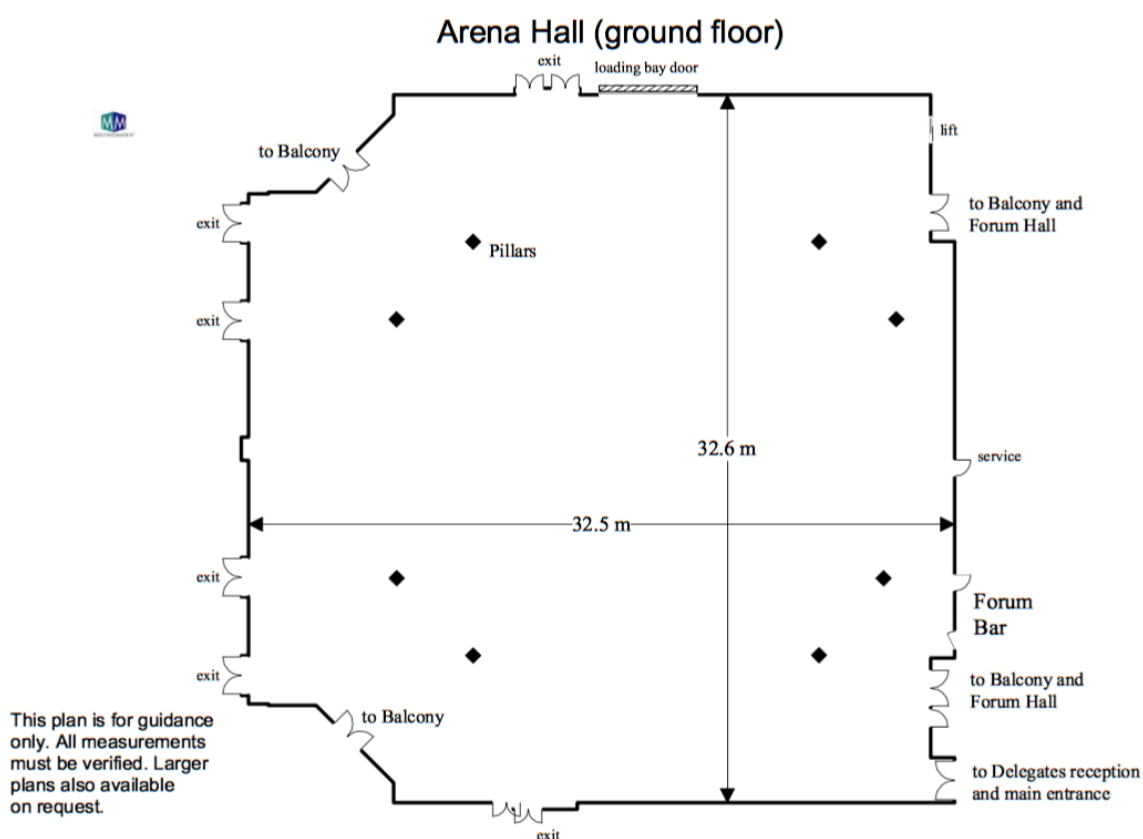 Arena Hall (ground floor)
exit
loading bay door
MM
lift
to Balcony
to Balcony and
Forum Hall
exit
Pillars
exit
32.6 m
service
32.5 m
exit
Forum
Bar
exit
to Balcony and
Forum Hall
to Balcony
This plan is for guidance
only. All measurements
must be verified. Larger
plans also available
on request.
to Delegates reception
and main entrance
exit